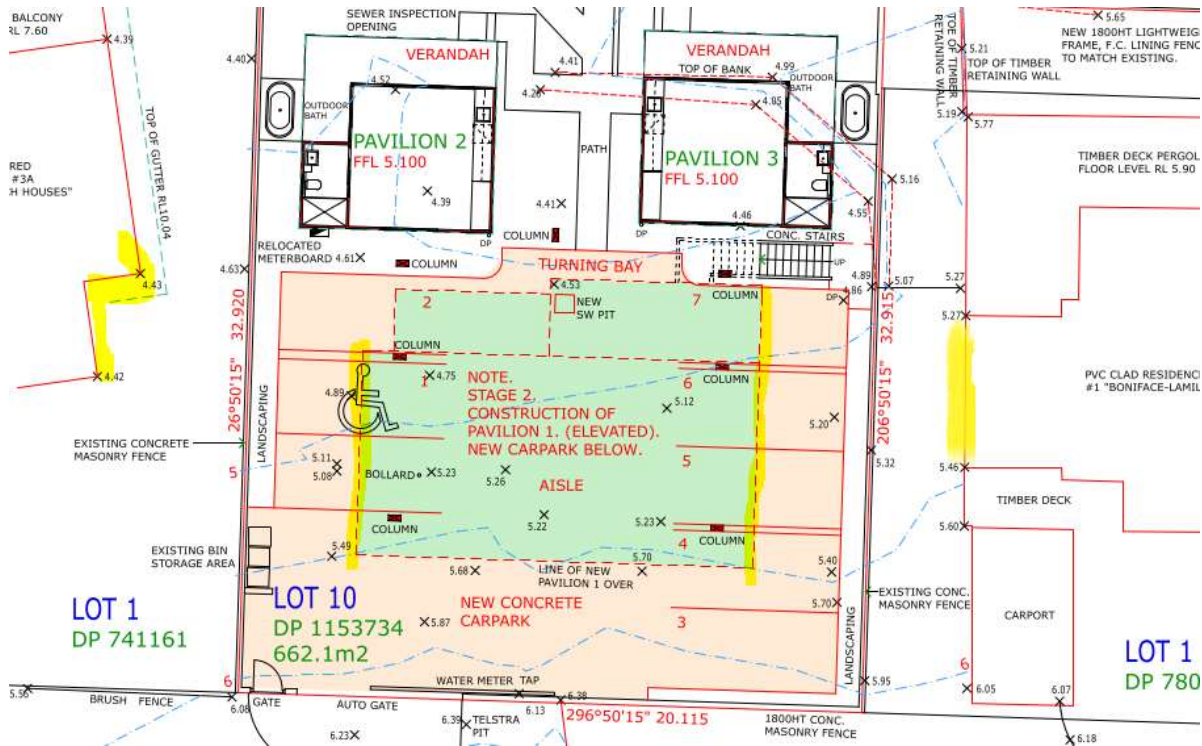 BALCONY
RL 7.60
4.39
4.40
SEWER INSPECTION
OPENING
VERANDAH
4.52
OUTDOOR
BATH
PAVILION 2
FFL 5.100
4.39
DP
4.41
4.26
PATH
4.41
COLUMN
VERANDAH
TOP OF BANK
4.99
OUTDOOR
BATH
4.85
PAVILION 3
FFL 5.100
4.46
DP
5.16
4.55
TOE OF TIMBER
RETAINING WALL
5.21
TOP OF TIMBER
RETAINING WALL
5.65
NEW 1800HT LIGHTWEIG
FRAME, F.C. LINING FENC
TO MATCH EXISTING.
5.19
5.77
TIMBER DECK PERGOL
FLOOR LEVEL RL 5.90
TOP OF GUTTER RL10.04
RED
#3A
H HOUSES"
4.43
4.42
RELOCATED
METERBOARD
4.61
COLUMN
4.63
TURNING BAY
4.53
NEW
SW PIT
CONC. STAIRS
UP
COLUMN
DP
4.86
4.89
5.07
5.27
5.27
2
7
26°50'15" 32.920
206°50'15" 32.915
COLUMN
1
4.75
4.89
NOTE.
STAGE 2.
CONSTRUCTION OF
PAVILION 1. (ELEVATED).
NEW CARPARK BELOW.
COLUMN
6
5.12
5.20
PVC CLAD RESIDENC
#1 "BONIFACE-LAMIL
LANDSCAPING
EXISTING CONCRETE
MASONRY FENCE
5
5.11
5.08
BOLLARD
5.23
5.26
AISLE
5
5.32
5.46
TIMBER DECK
COLUMN
5.22
5.23
COLUMN
4
5.60
EXISTING BIN
STORAGE AREA
5.49
5.68
LINE OF NEW
PAVILION 1 OVER
5.70
5.40
5.70
EXISTING CONC.
MASONRY FENCE
CARPORT
LOT 1
DP 741161
LOT 10
DP 1153734
662.1m2
5.87
NEW CONCRETE
CARPARK
3
LANDSCAPING
LOT 1
DP 780
6
6
5.56
BRUSH FENCE
6.08
GATE
AUTO GATE
WATER METER TAP
6.13
6.38
6.39
TELSTRA
PIT
6.23
296°50'15" 20.115
1800HT CONC.
MASONRY FENCE
5.95
6.05
6.07
6.18